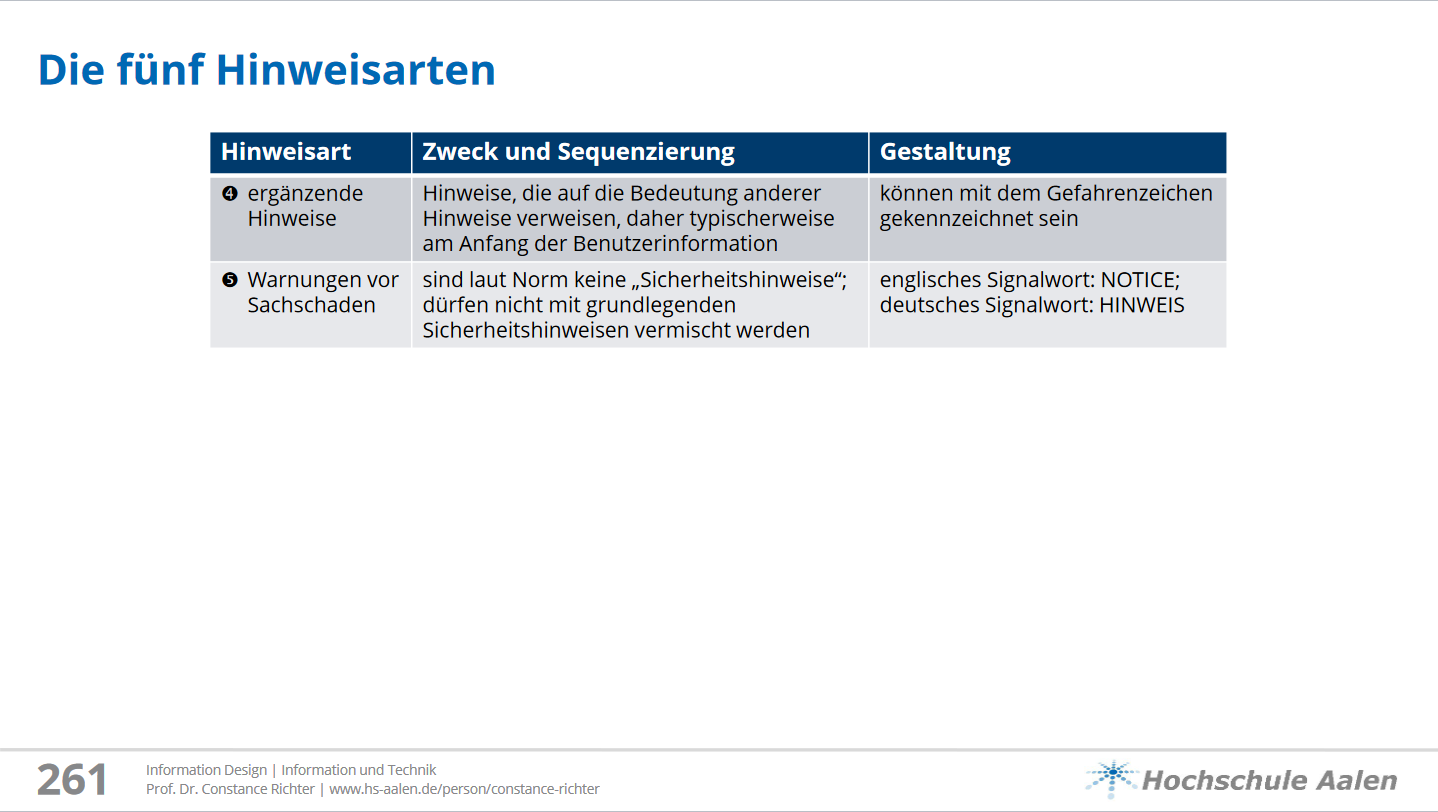 Die fünf Hinweisarten
Hinweisart
Zweck und Sequenzierung
Gestaltung
❹ ergänzende
Hinweise
Hinweise, die auf die Bedeutung anderer
Hinweise verweisen, daher typischerweise
am Anfang der Benutzerinformation
können mit dem Gefahrenzeichen
gekennzeichnet sein
❺ Warnungen vor
Sachschaden
sind laut Norm keine „Sicherheitshinweise“;
dürfen nicht mit grundlegenden
Sicherheitshinweisen vermischt werden
englisches Signalwort: NOTICE;
deutsches Signalwort: HINWEIS
261
Information Design | Information und Technik
Prof. Dr. Constance Richter | www.hs-aalen.de/person/constance-richter
Hochschule Aalen